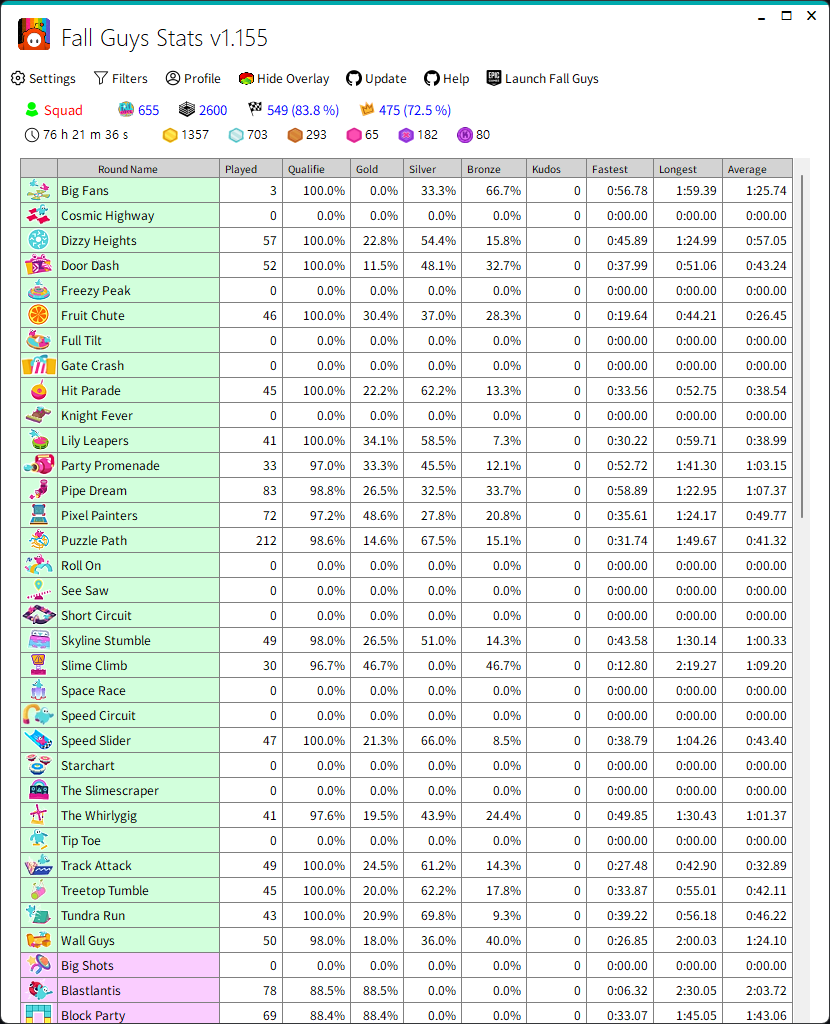 Fall Guys Stats v1.155
Settings Filters Profile Hide Overlay Update Help EPIC GAMES Launch Fall Guys
Squad 655 2600 549 (83.8 %) 475 (72.5 %)
76 h 21 m 36 s 1357 703 293 65 182 80
Round Name Played Qualifie Gold Silver Bronze Kudos Fastest Longest Average
Big Fans 3 100.0% 0.0% 33.3% 66.7% 0 0:56.78 1:59.39 1:25.74
Cosmic Highway 0 0.0% 0.0% 0.0% 0.0% 0 0:00.00 0:00.00 0:00.00
Dizzy Heights 57 100.0% 22.8% 54.4% 15.8% 0 0:45.89 1:24.99 0:57.05
Door Dash 52 100.0% 11.5% 48.1% 32.7% 0 0:37.99 0:51.06 0:43.24
Freezy Peak 0 0.0% 0.0% 0.0% 0.0% 0 0:00.00 0:00.00 0:00.00
Fruit Chute 46 100.0% 30.4% 37.0% 28.3% 0 0:19.64 0:44.21 0:26.45
Full Tilt 0 0.0% 0.0% 0.0% 0.0% 0 0:00.00 0:00.00 0:00.00
Gate Crash 0 0.0% 0.0% 0.0% 0.0% 0 0:00.00 0:00.00 0:00.00
Hit Parade 45 100.0% 22.2% 62.2% 13.3% 0 0:33.56 0:52.75 0:38.54
Knight Fever 0 0.0% 0.0% 0.0% 0.0% 0 0:00.00 0:00.00 0:00.00
Lily Leapers 41 100.0% 34.1% 58.5% 7.3% 0 0:30.22 0:59.71 0:38.99
Party Promenade 33 97.0% 33.3% 45.5% 12.1% 0 0:52.72 1:41.30 1:03.15
Pipe Dream 83 98.8% 26.5% 32.5% 33.7% 0 0:58.89 1:22.95 1:07.37
Pixel Painters 72 97.2% 48.6% 27.8% 20.8% 0 0:35.61 1:24.17 0:49.77
Puzzle Path 212 98.6% 14.6% 67.5% 15.1% 0 0:31.74 1:49.67 0:41.32
Roll On 0 0.0% 0.0% 0.0% 0.0% 0 0:00.00 0:00.00 0:00.00
See Saw 0 0.0% 0.0% 0.0% 0.0% 0 0:00.00 0:00.00 0:00.00
Short Circuit 0 0.0% 0.0% 0.0% 0.0% 0 0:00.00 0:00.00 0:00.00
Skyline Stumble 49 98.0% 26.5% 51.0% 14.3% 0 0:43.58 1:30.14 1:00.33
Slime Climb 30 96.7% 46.7% 0.0% 46.7% 0 0:12.80 2:19.27 1:09.20
Space Race 0 0.0% 0.0% 0.0% 0.0% 0 0:00.00 0:00.00 0:00.00
Speed Circuit 0 0.0% 0.0% 0.0% 0.0% 0 0:00.00 0:00.00 0:00.00
Speed Slider 47 100.0% 21.3% 66.0% 8.5% 0 0:38.79 1:04.26 0:43.40
Starchart 0 0.0% 0.0% 0.0% 0.0% 0 0:00.00 0:00.00 0:00.00
The Slimescraper 0 0.0% 0.0% 0.0% 0.0% 0 0:00.00 0:00.00 0:00.00
The Whirlygig 41 97.6% 19.5% 43.9% 24.4% 0 0:49.85 1:30.43 1:01.37
Tip Toe 0 0.0% 0.0% 0.0% 0.0% 0 0:00.00 0:00.00 0:00.00
Track Attack 49 100.0% 24.5% 61.2% 14.3% 0 0:27.48 0:42.90 0:32.89
Treetop Tumble 45 100.0% 20.0% 62.2% 17.8% 0 0:33.87 0:55.01 0:42.11
Tundra Run 43 100.0% 20.9% 69.8% 9.3% 0 0:39.22 0:56.18 0:46.22
Wall Guys 50 98.0% 18.0% 36.0% 40.0% 0 0:26.85 2:00.03 1:24.10
Big Shots 0 0.0% 0.0% 0.0% 0.0% 0 0:00.00 0:00.00 0:00.00
Blastlantis 78 88.5% 88.5% 0.0% 0.0% 0 0:06.32 2:30.05 2:03.72
Block Party 69 88.4% 88.4% 0.0% 0.0% 0 0:33.07 1:45.05 1:43.06